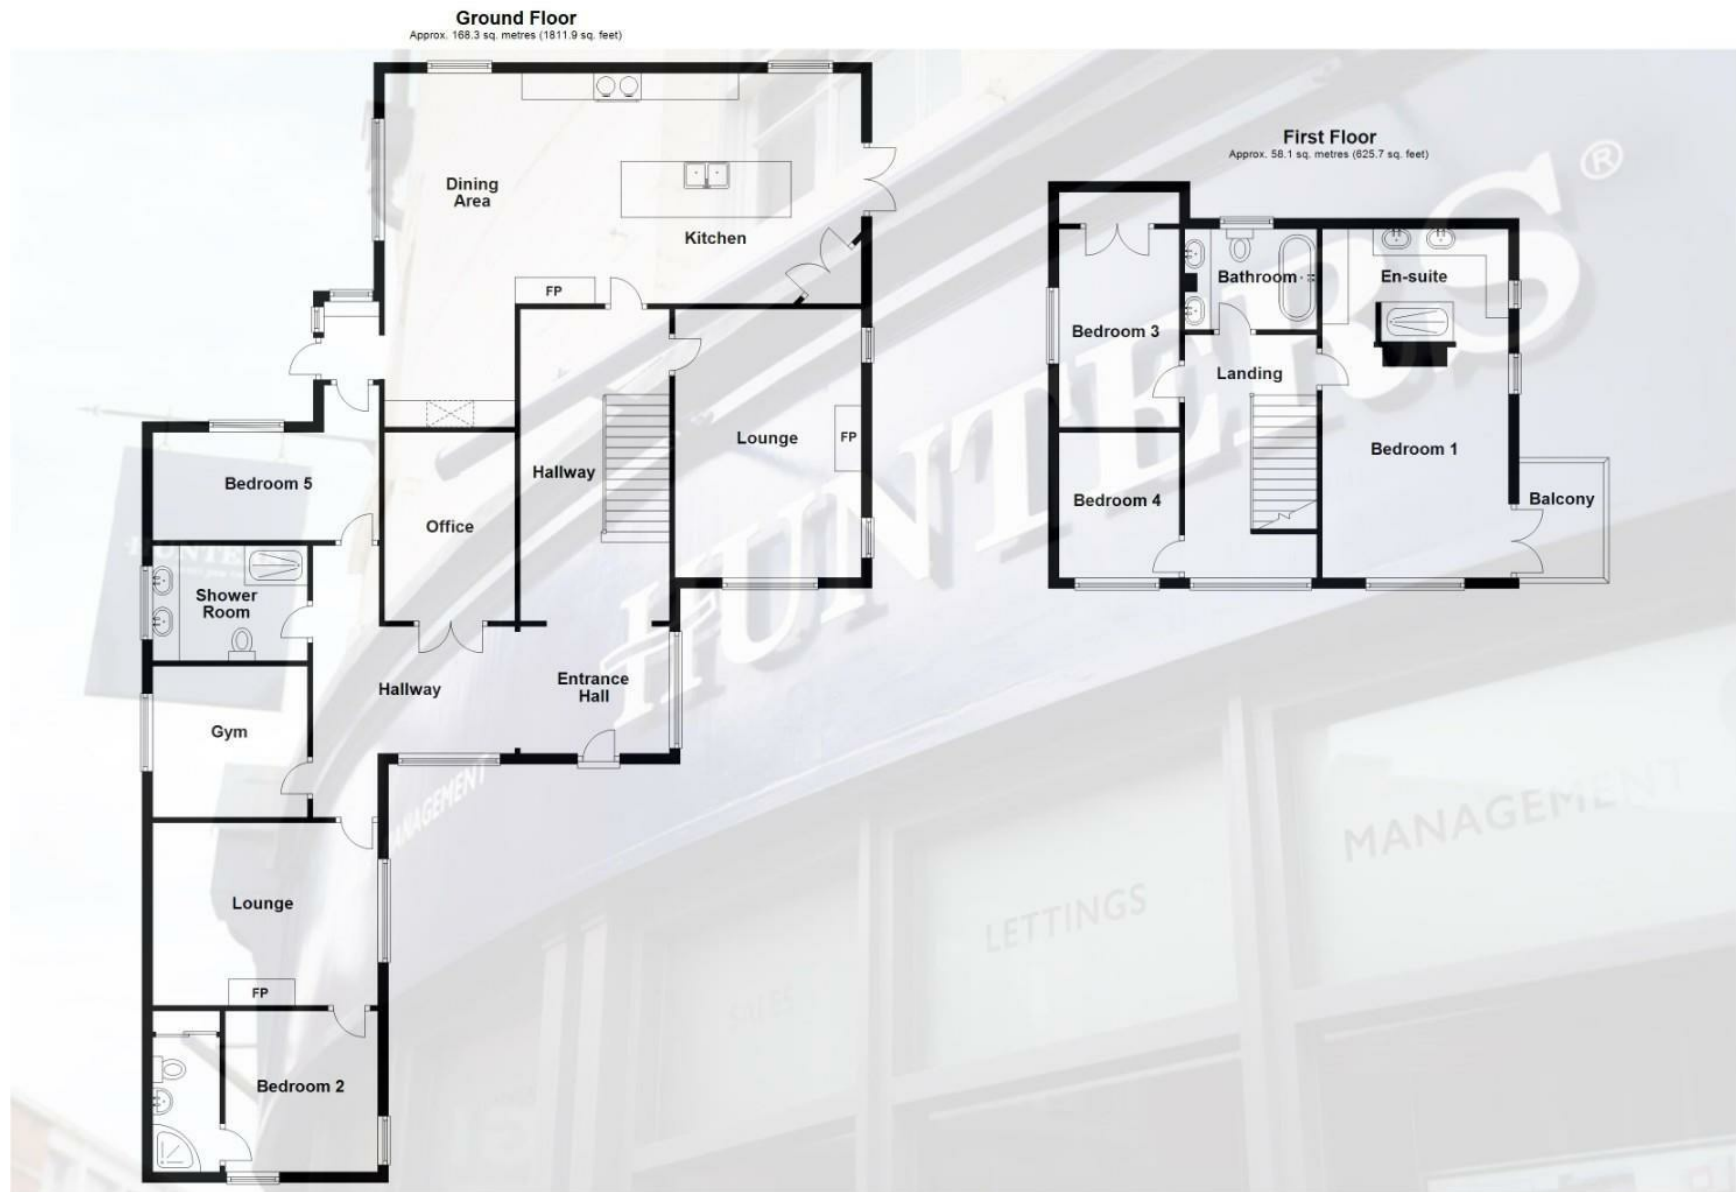 Ground Floor
Approx. 168.3 sq. metres (1811.9 sq. feet)
First Floor
Approx. 58.1 sq. metres (625.7 sq. feet)
Dining
Area
Kitchen
FP
Lounge
FP
Hallway
Bedroom 5
Office
Shower
Room
Hallway
Entrance
Hall
Gym
Lounge
FP
Bedroom 2
Bathroom
En-suite
Bedroom 3
Landing
Bedroom 1
Bedroom 4
Balcony
HUNTERS®
HUNTERS
MANAGEMENT
SALES
LETTINGS
MANAGEMENT